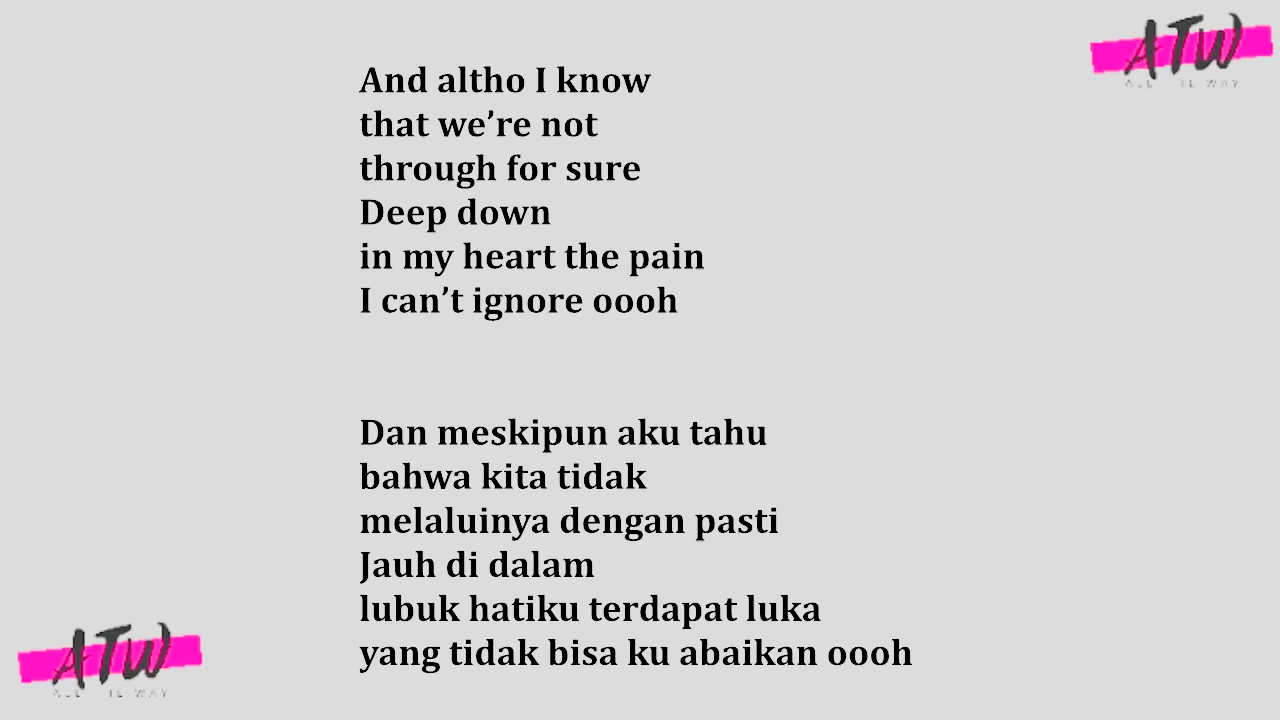 ATW
And altho I know
that we’re not
through for sure
Deep down
in my heart the pain
I can’t ignore oooh
Dan meskipun aku tahu
bahwa kita tidak
melaluinya dengan pasti
Jauh di dalam
lubuk hatiku terdapat luka
yang tidak bisa ku abaikan oooh
ATW